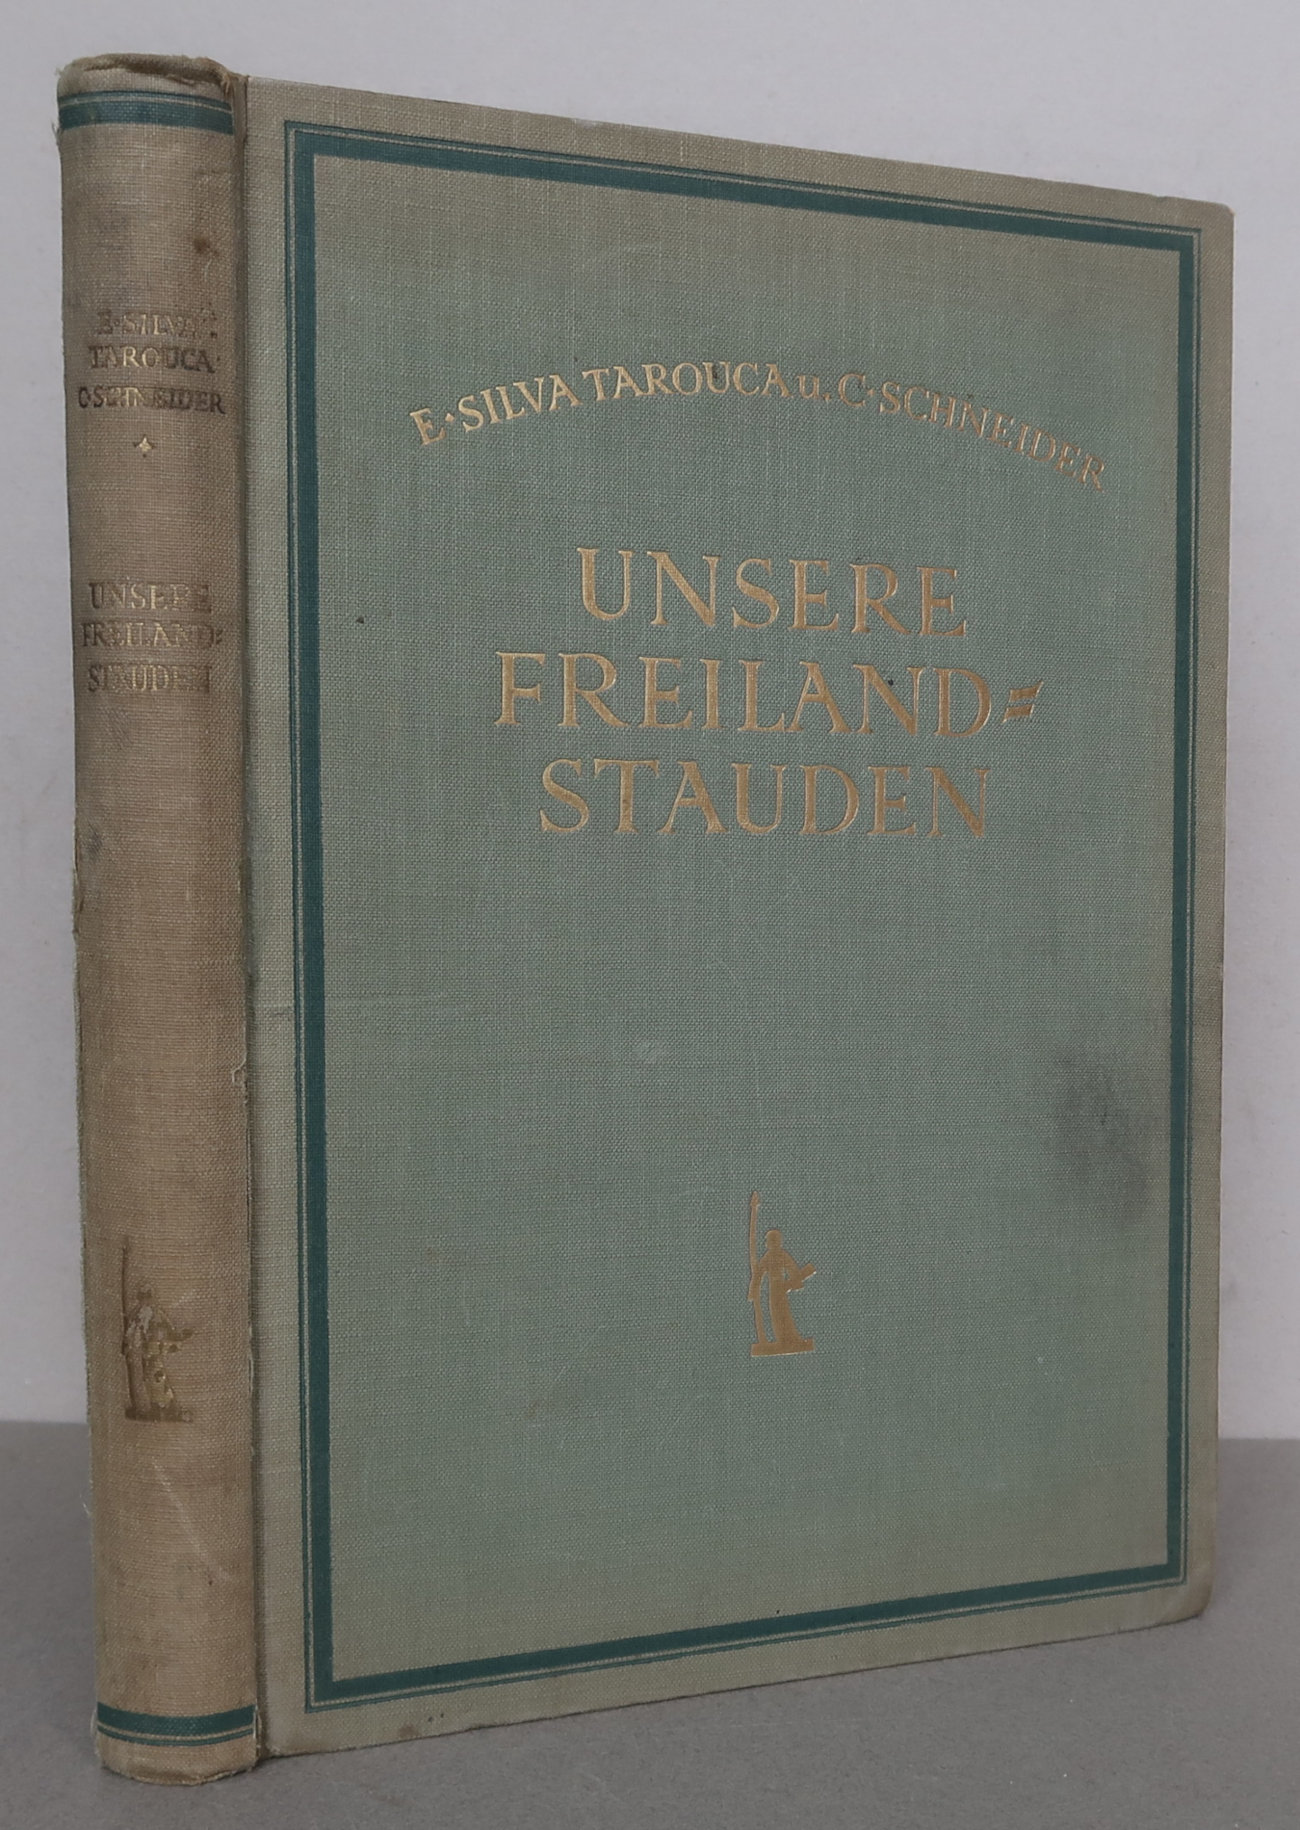 E·SILVA
TAROUCA·
C·SCHNEIDER
UNSERE
FREILAND=
STAUDEN
E·SILVA TAROUCA u. C·SCHNEIDER
UNSERE
FREILAND=
STAUDEN